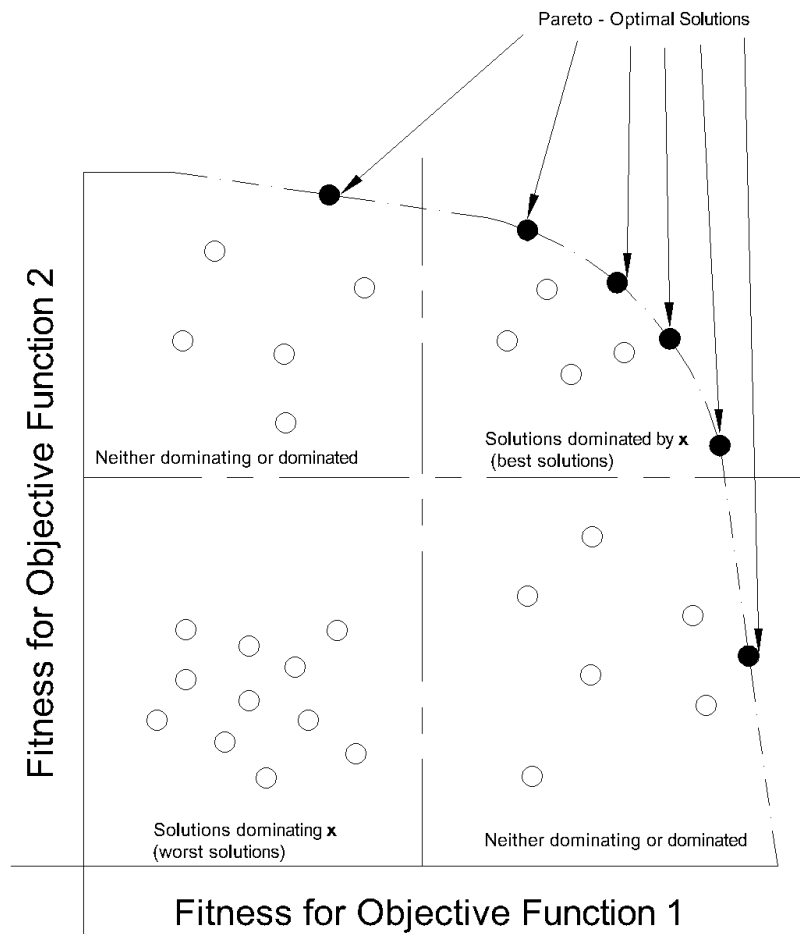 Pareto - Optimal Solutions
Fitness for Objective Function 2
Neither dominating or dominated
Solutions dominated by x
(best solutions)
Solutions dominating x
(worst solutions)
Neither dominating or dominated
Fitness for Objective Function 1